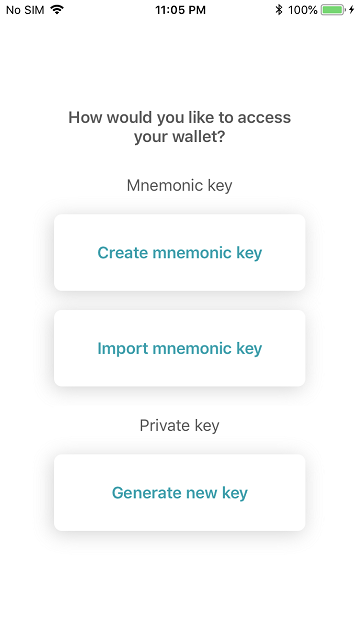 No SIM 11:05 PM 100%
How would you like to access
your wallet?
Mnemonic key
Create mnemonic key
Import mnemonic key
Private key
Generate new key